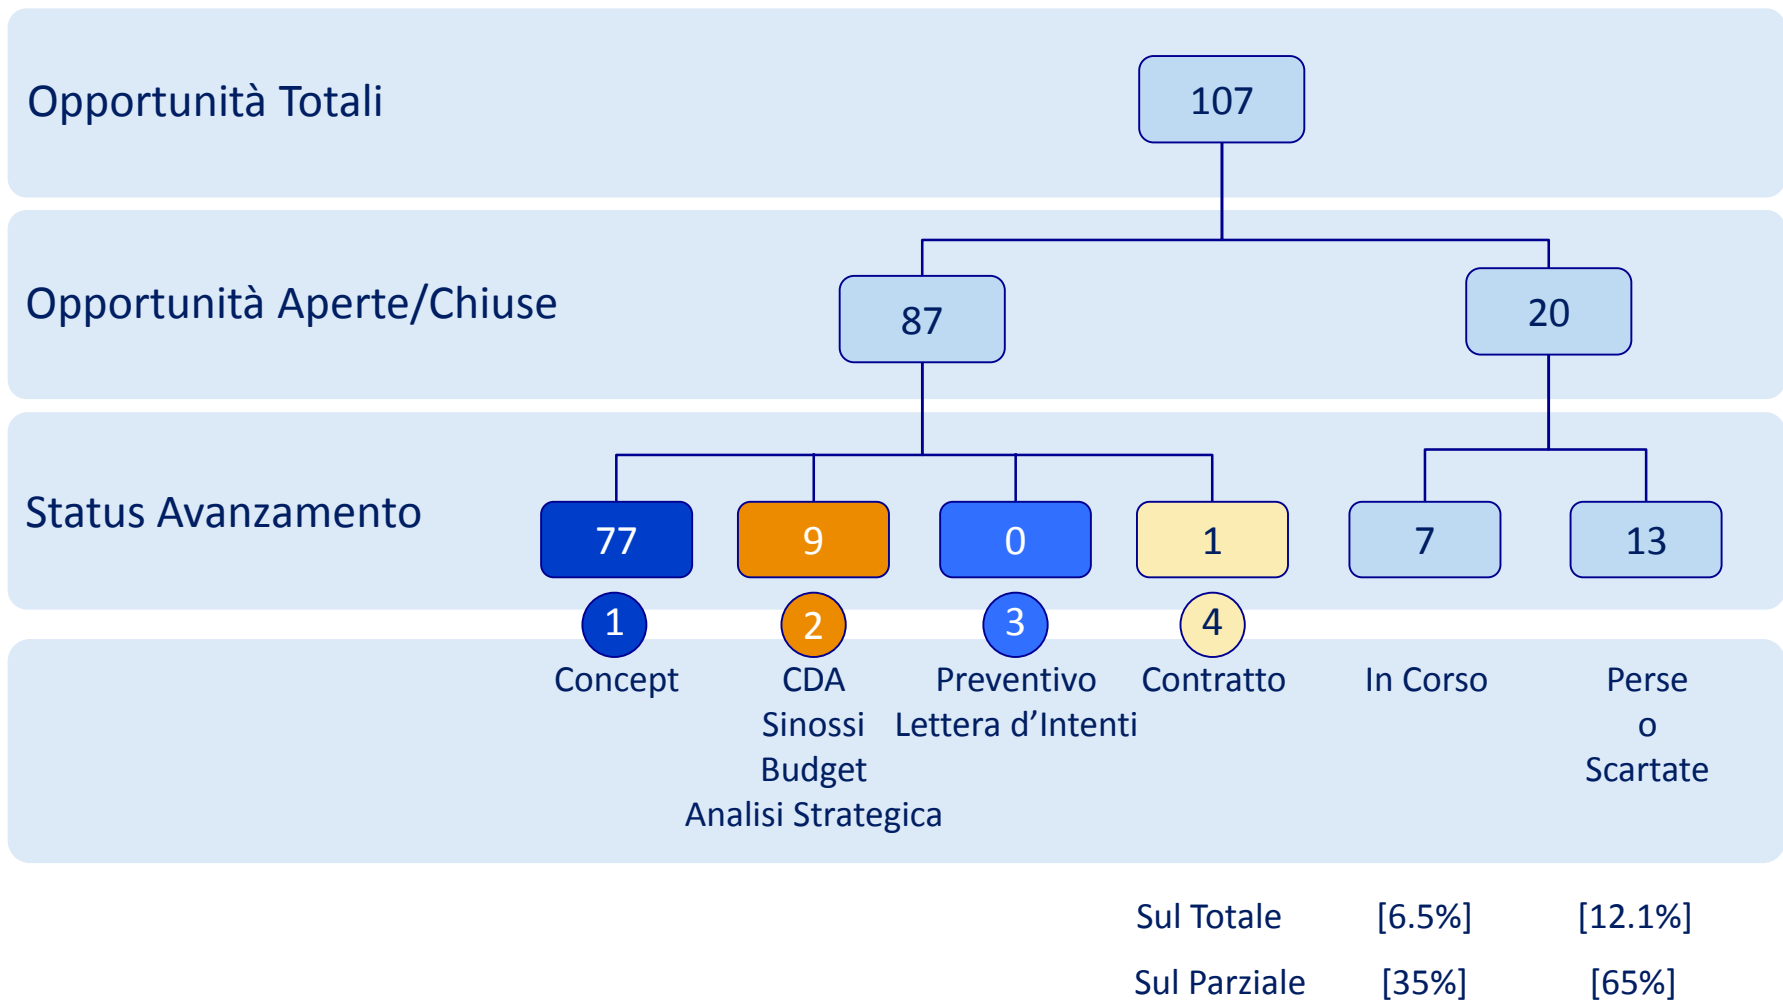 Opportunità Totali
107
Opportunità Aperte/Chiuse
87
20
Status Avanzamento
77
9
0
1
7
13
1
2
3
4
Concept
CDA
Sinossi
Budget
Analisi Strategica
Preventivo
Lettera d’Intenti
Contratto
In Corso
Perse
o
Scartate
Sul Totale [6.5%] [12.1%]
Sul Parziale [35%] [65%]